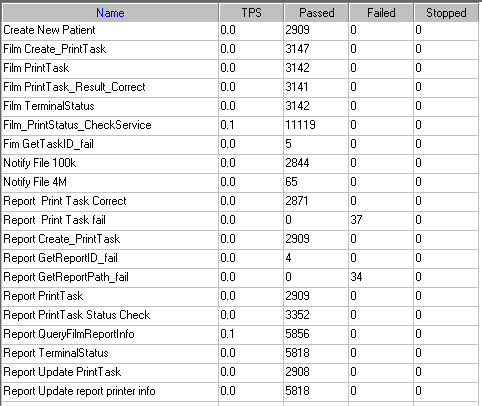 Name TPS Passed Failed Stopped
Create New Patient 0.0 2909 0 0
Film Create_PrintTask 0.0 3147 0 0
Film PrintTask 0.0 3142 0 0
Film PrintTask_Result_Correct 0.0 3141 0 0
Film TerminalStatus 0.0 3142 0 0
Film_PrintStatus_CheckService 0.1 11119 0 0
Fim GetTaskID_fail 0.0 5 0 0
Notify File 100k 0.0 2844 0 0
Notify File 4M 0.0 65 0 0
Report  Print Task Correct 0.0 2871 0 0
Report  Print Task fail 0.0 0 37 0
Report Create_PrintTask 0.0 2909 0 0
Report GetReportID_fail 0.0 4 0 0
Report GetReportPath_fail 0.0 0 34 0
Report PrintTask 0.0 2909 0 0
Report PrintTask Status Check 0.0 3352 0 0
Report QueryFilmReportInfo 0.1 5856 0 0
Report TerminalStatus 0.0 5818 0 0
Report Update PrintTask 0.0 2908 0 0
Report Update report printer info 0.0 5818 0 0